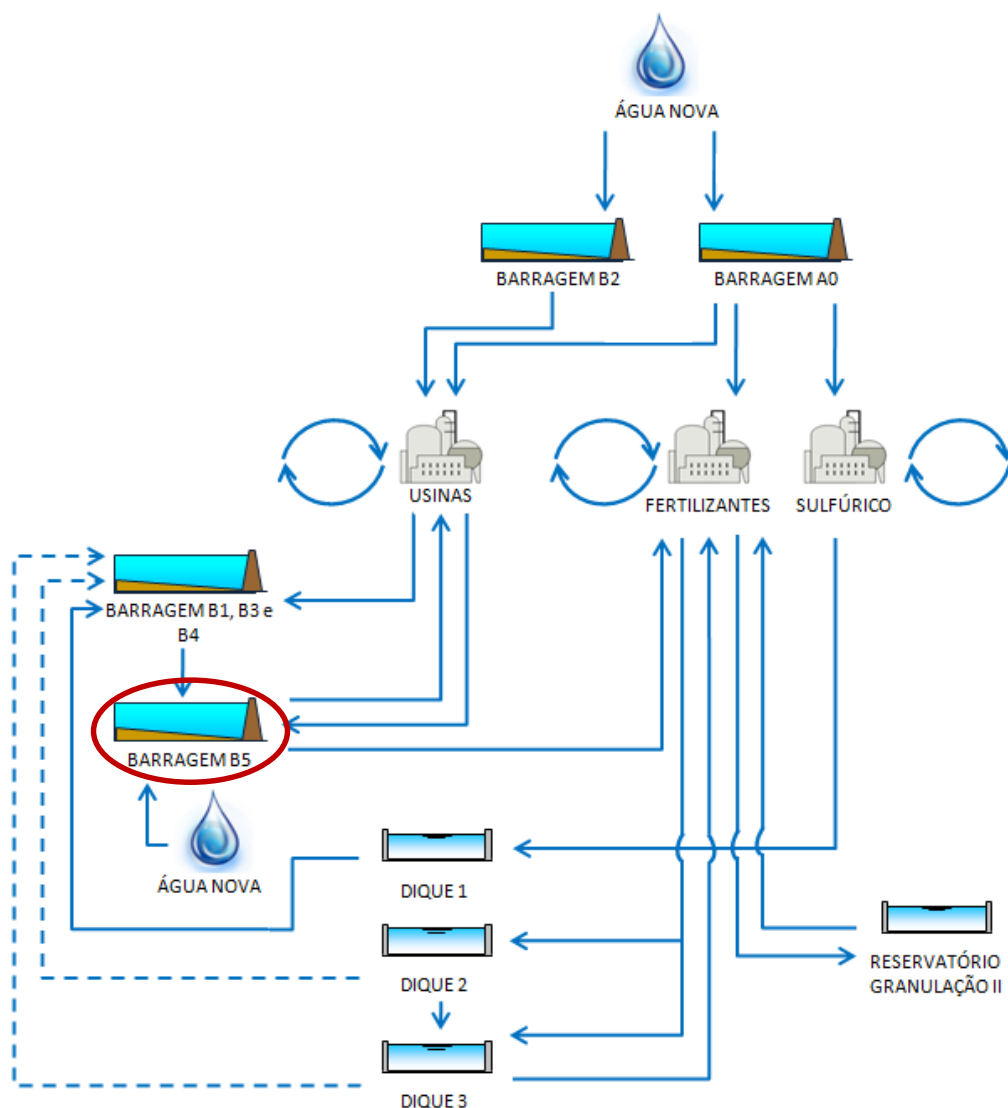 ÁGUA NOVA
BARRAGEM B2
BARRAGEM A0
USINAS
FERTILIZANTES
SULFÚRICO
BARRAGEM B1, B3 e
B4
BARRAGEM B5
ÁGUA NOVA
DIQUE 1
DIQUE 2
RESERVATÓRIO
GRANULAÇÃO II
DIQUE 3